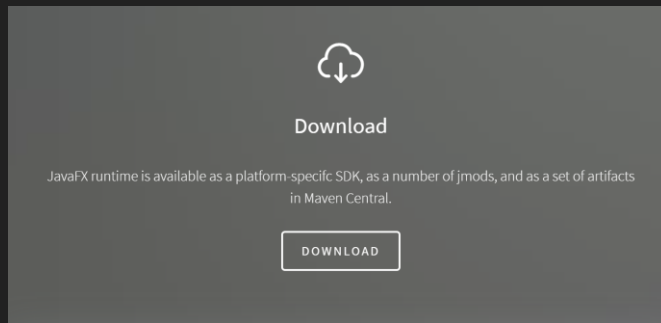 Download
JavaFX runtime is available as a platform-specifc SDK, as a number of jmods, and as a set of artifacts
in Maven Central.
DOWNLOAD